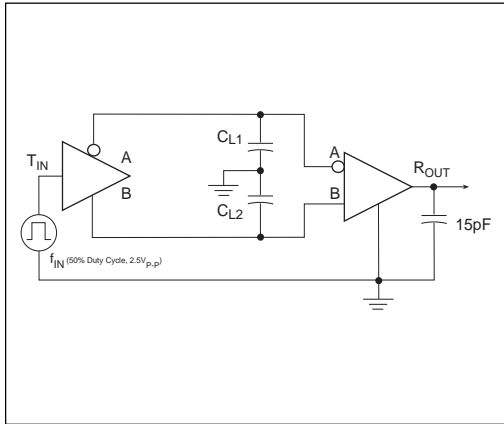 C_L1
T_IN
A
A
R_OUT
B
B
C_L2
15pF
f_IN (50% Duty Cycle, 2.5V_P-P)